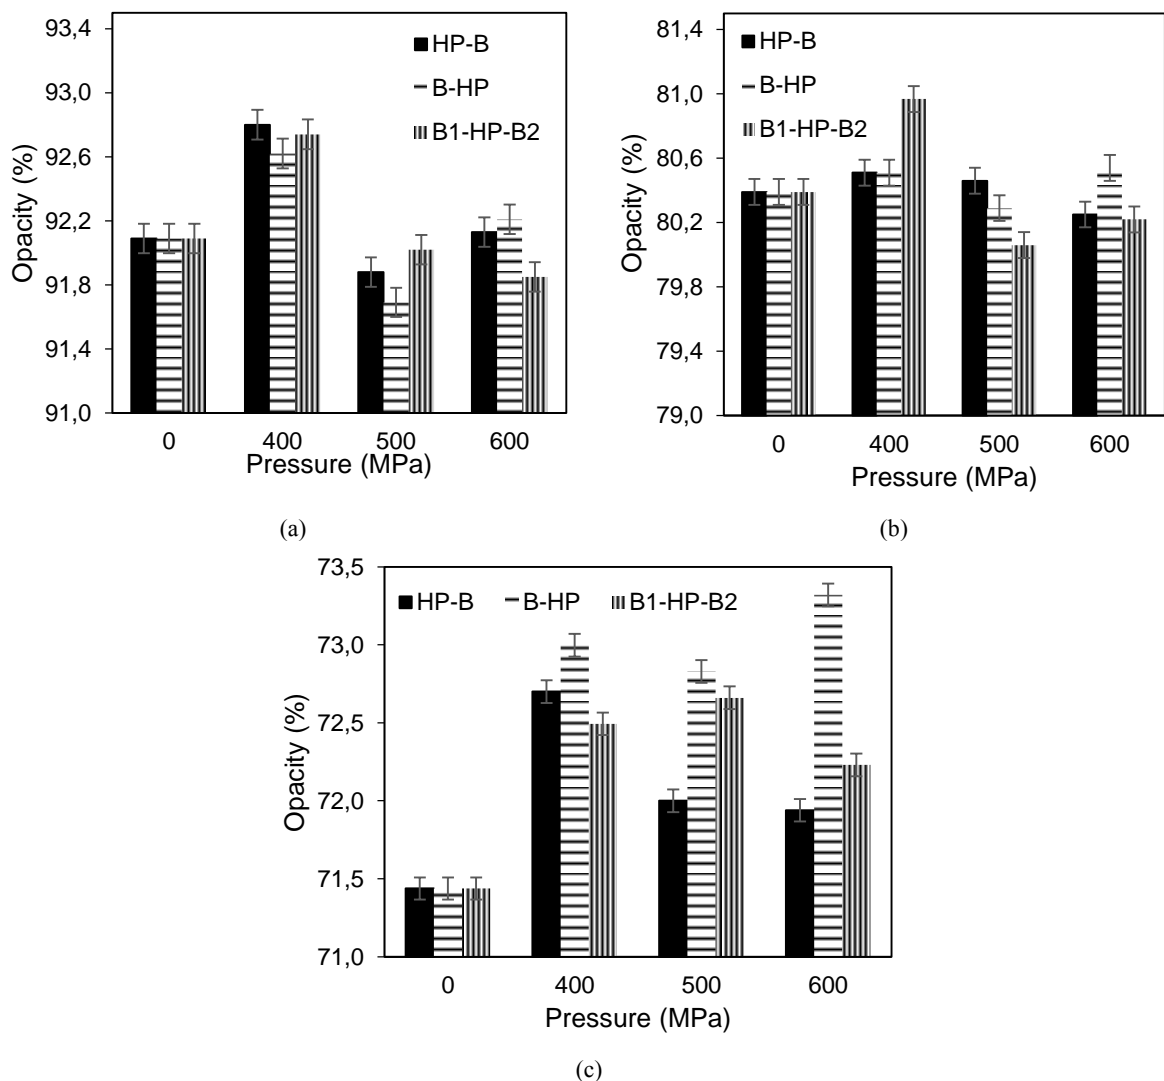 93,4
93,0
92,6
92,2
91,8
91,4
91,0
Opacity (%)
HP-B
B-HP
B1-HP-B2
0 400 500 600
Pressure (MPa)
(a)
81,4
81,0
80,6
80,2
79,8
79,4
79,0
Opacity (%)
HP-B
B-HP
B1-HP-B2
0 400 500 600
Pressure (MPa)
(b)
73,5
73,0
72,5
72,0
71,5
71,0
Opacity (%)
HP-B B-HP B1-HP-B2
0 400 500 600
Pressure (MPa)
(c)